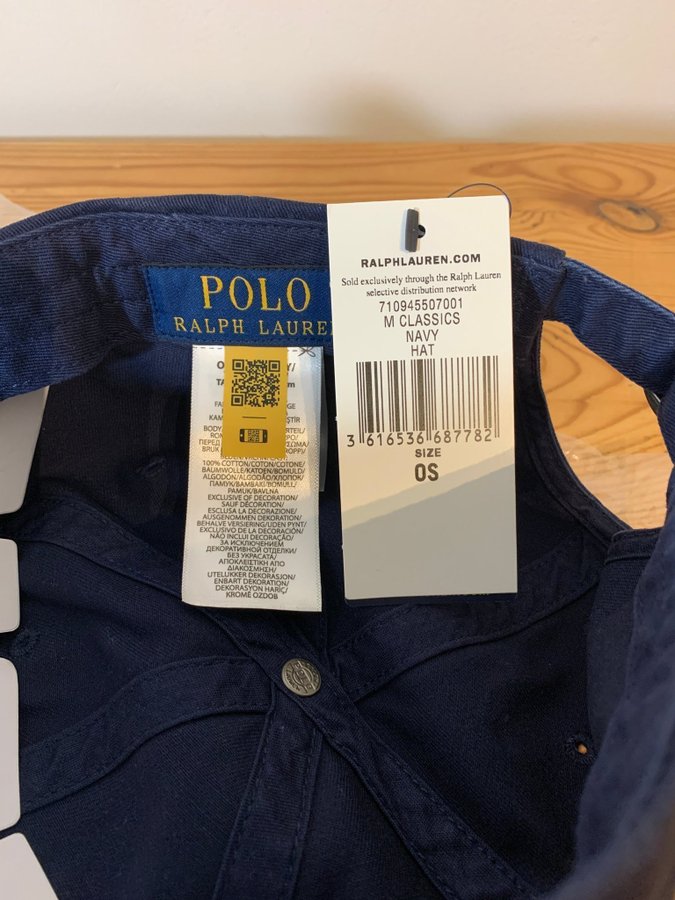 POLO
RALPH LAUREN
RALPHLAUREN.COM
Sold exclusively through the Ralph Lauren
selective distribution network
710945507001
M CLASSICS
NAVY
HAT
3 616536 687782
SIZE
OS
100% COTTON/COTON/COTONE/
BAUMWOLLE/KATOEN/BOMULD/
ALGODÓN/ALGODÃO/ХЛОПОК/
ПАМУК/ΒΑΜΒΑΚΙ/BOMULL/
PAMUK/BAVLNA
EXCLUSIVE OF DECORATION/
SAUF DÉCORATION/
ESCLUSA LA DECORAZIONE/
AUSGENOMMEN DEKORATION/
BEHALVE VERSIERING/UDEN PYNT/
EXCLUSIVO DE LA DECORACIÓN/
NÃO INCLUI DECORAÇÃO/
ЗА ИСКЛЮЧЕНИЕМ
ДЕКОРАТИВНОЙ ОТДЕЛКИ/
БЕЗ УКРАСАТА/
ΑΠΟΚΛΕΙΣΤΙΚΗ ΑΠΟ
ΔΙΑΚΟΣΜΗΣΗ/
UTELUKKER DEKORASJON/
ENBART DEKORATION/
DEKORASYON HARİÇ/
KROMĚ OZDOB